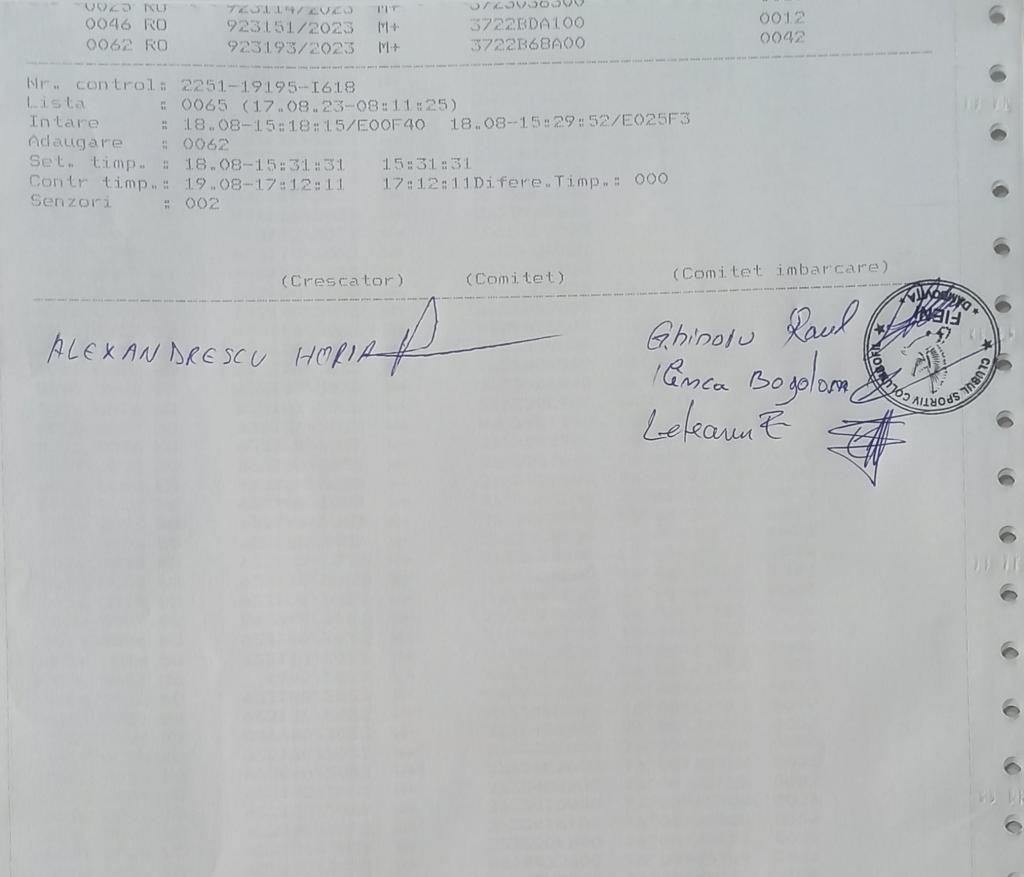 0046 RO 923151/2023 M+ 3722BDA100 0012
0062 RO 923193/2023 M+ 3722B68A00 0042
Nr. control: 2251-19195-I618
Lista : 0065 (17.08.23-08:11:25)
Intare : 18.08-15:18:15/E00F40 18.08-15:29:52/E025F3
Adaugare : 0062
Set. timp. : 18.08-15:31:31 15:31:31
Contr timp.: 19.08-17:12:11 17:12:11Difere.Timp.: 000
Senzori : 002
(Crescator) (Comitet) (Comitet imbarcare)
ALEXANDRESCU HORIA
Raul
CLUBUL SPORTIV COLUMBOFIL
FIENI
DAMBOVITA